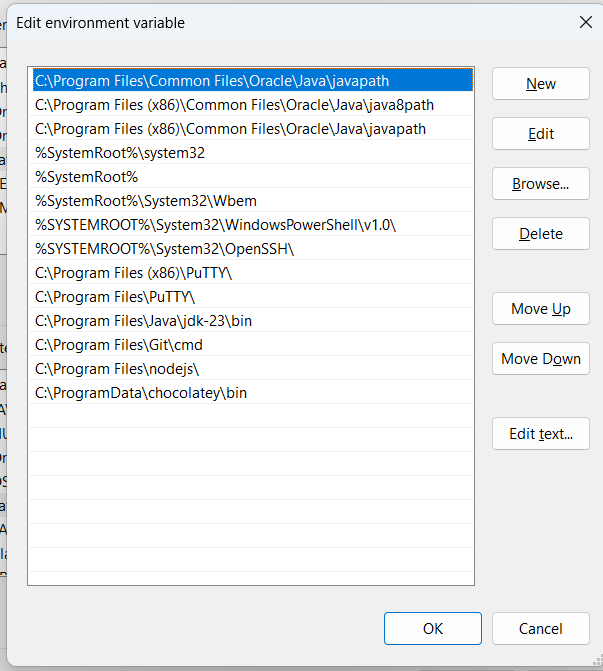 Edit environment variable
C:\Program Files\Common Files\Oracle\Java\javapath
C:\Program Files (x86)\Common Files\Oracle\Java\java8path
C:\Program Files (x86)\Common Files\Oracle\Java\javapath
%SystemRoot%\system32
%SystemRoot%
%SystemRoot%\System32\Wbem
%SYSTEMROOT%\System32\WindowsPowerShell\v1.0\
%SYSTEMROOT%\System32\OpenSSH\
C:\Program Files (x86)\PuTTY\
C:\Program Files\PuTTY\
C:\Program Files\Java\jdk-23\bin
C:\Program Files\Git\cmd
C:\Program Files\nodejs\
C:\ProgramData\chocolatey\bin
New
Edit
Browse...
Delete
Move Up
Move Down
Edit text...
OK
Cancel